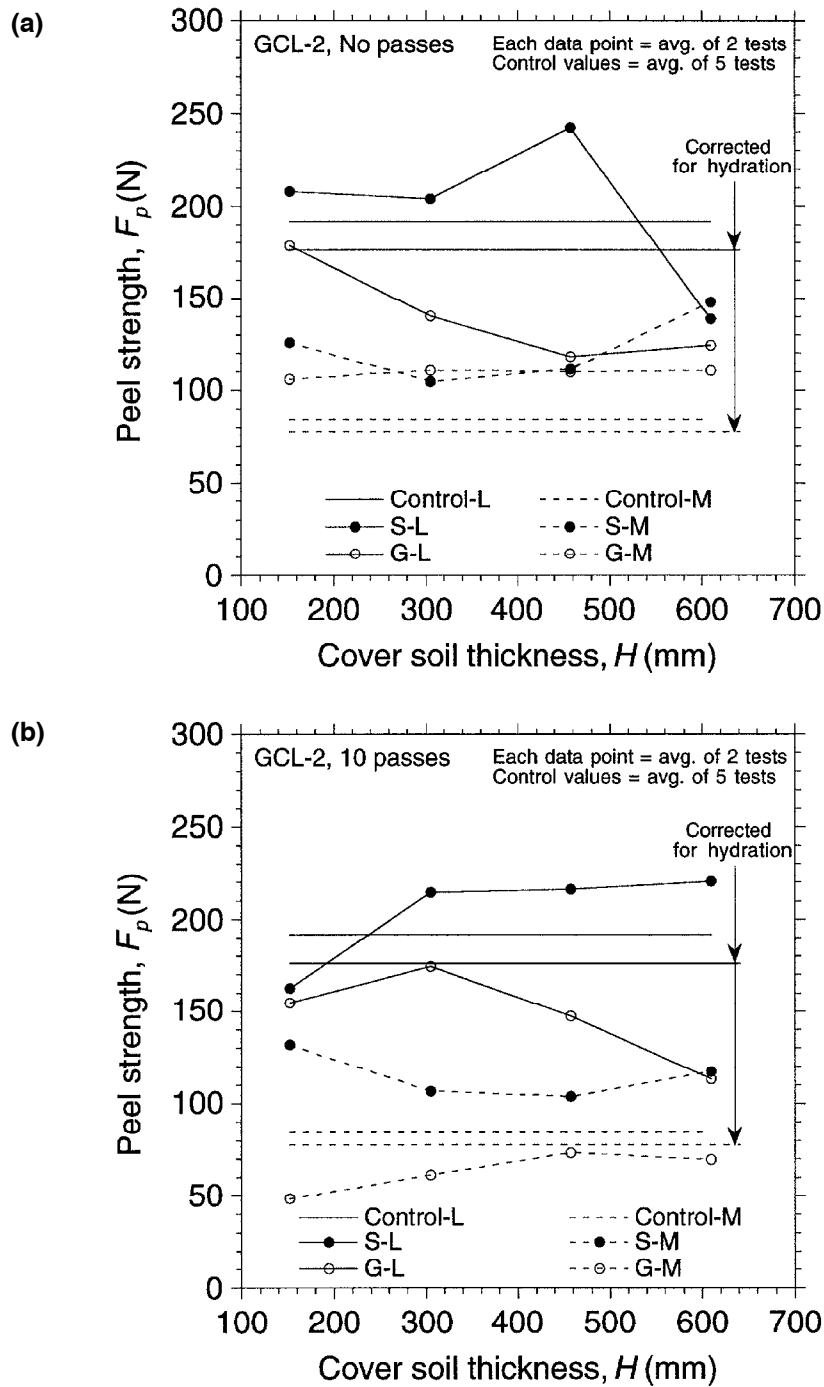 (a)
300
250
200
150
100
50
0
Peel strength, Fp (N)
GCL-2, No passes
Each data point = avg. of 2 tests
Control values = avg. of 5 tests
Corrected
for hydration
Control-L
S-L
G-L
Control-M
S-M
G-M
100 200 300 400 500 600 700
Cover soil thickness, H (mm)
(b)
300
250
200
150
100
50
0
Peel strength, Fp (N)
GCL-2, 10 passes
Each data point = avg. of 2 tests
Control values = avg. of 5 tests
Corrected
for hydration
Control-L
S-L
G-L
Control-M
S-M
G-M
100 200 300 400 500 600 700
Cover soil thickness, H (mm)